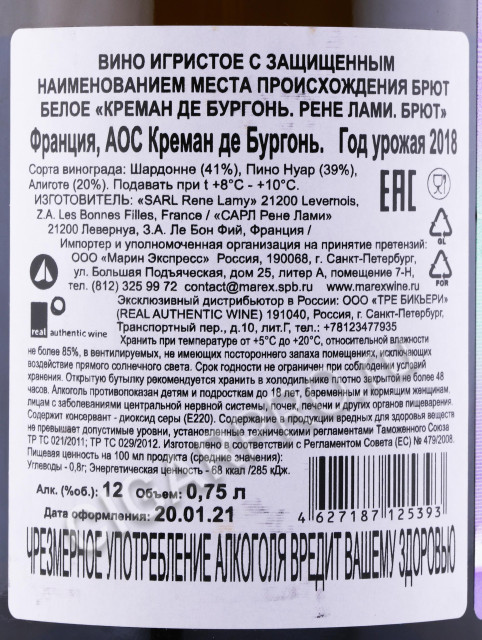 ВИНО ИГРИСТОЕ С ЗАЩИЩЕННЫМ
НАИМЕНОВАНИЕМ МЕСТА ПРОИСХОЖДЕНИЯ БРЮТ
БЕЛОЕ «КРЕМАН ДЕ БУРГОНЬ. РЕНЕ ЛАМИ. БРЮТ»
Франция, АОС Креман де Бургонь. Год урожая 2018
Сорта винограда: Шардонне (41%), Пино Нуар (39%),
Алиготе (20%). Подавать при t +8°C - +10°C.
ИЗГОТОВИТЕЛЬ: «SARL Rene Lamy» 21200 Levernois,
Z.A. Les Bonnes Filles, France / «САРЛ Рене Лами»
21200 Левернуа, З.А. Ле Бон Фий, Франция /
Импортер и уполномоченная организация на принятие претензий:
ООО «Марин Экспресс» Россия, 190068, г. Санкт-Петербург,
ул. Большая Подъяческая, дом 25, литер А, помещение 7-Н,
тел. (812) 325 99 72 contact@marex.spb.ru www.marexwine.ru
Эксклюзивный дистрибьютор в России: ООО «ТРЕ БИКЬЕРИ»
(REAL AUTHENTIC WINE) 191040, Россия, г. Санкт-Петербург,
Транспортный пер., д.10, лит.Г, тел.: +78123477935
Хранить при температуре от +5°C до +20°C, относительной влажности
не более 85%, в вентилируемых, не имеющих постороннего запаха помещениях, исключающих
воздействие прямого солнечного света. Срок годности не ограничен при соблюдении условий
хранения. Открытую бутылку рекомендуется хранить в холодильнике плотно закрытой не более 48
часов. Алкоголь противопоказан детям и подросткам до 18 лет, беременным и кормящим женщинам,
лицам с заболеваниями центральной нервной системы, почек, печени и других органов пищеварения.
Содержит консервант - диоксид серы (Е220). Содержание в продукции вредных для здоровья веществ
не превышает допустимые уровни, установленные техническими регламентами Таможенного Союза
ТР ТС 021/2011; ТР ТС 029/2012. Изготовлено в соответствии с Регламентом Совета (ЕС) № 479/2008.
Пищевая ценность на 100 мл продукта (средние значения):
Углеводы - 0,8г; Энергетическая ценность - 68 ккал /285 кДж.
Алк. (%об.): 12 Объем: 0,75 л
Дата оформления: 20.01.21
4 627187 125393
ЧРЕЗМЕРНОЕ УПОТРЕБЛЕНИЕ АЛКОГОЛЯ ВРЕДИТ ВАШЕМУ ЗДОРОВЬЮ
EAC
GL
FOR
real authentic wine